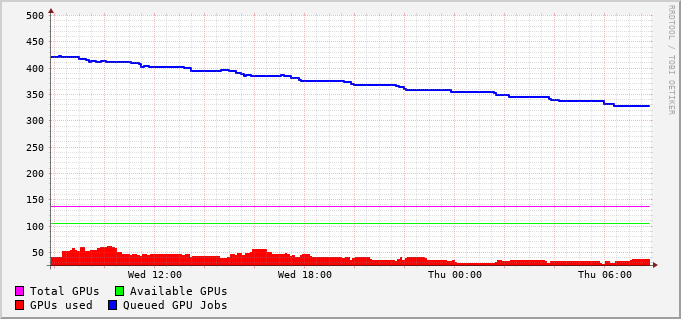 500
450
400
350
300
250
200
150
100
50
Wed 12:00 Wed 18:00 Thu 00:00 Thu 06:00
Total GPUs Available GPUs
GPUs used Queued GPU Jobs
RRDTOOL / TOBI OETIKER